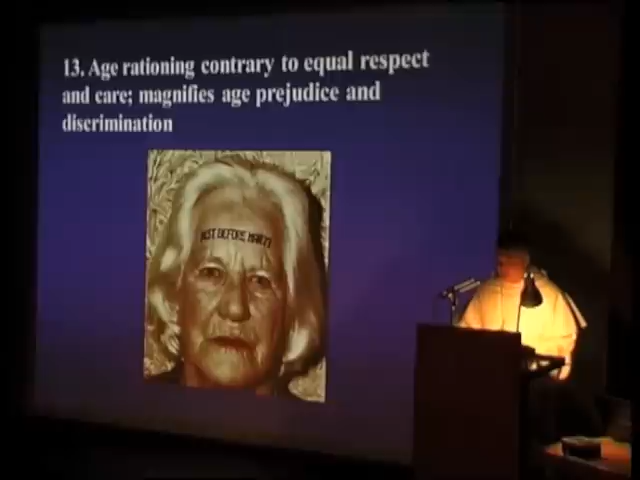 13. Age rationing contrary to equal respect
and care; magnifies age prejudice and
discrimination
BEST BEFORE